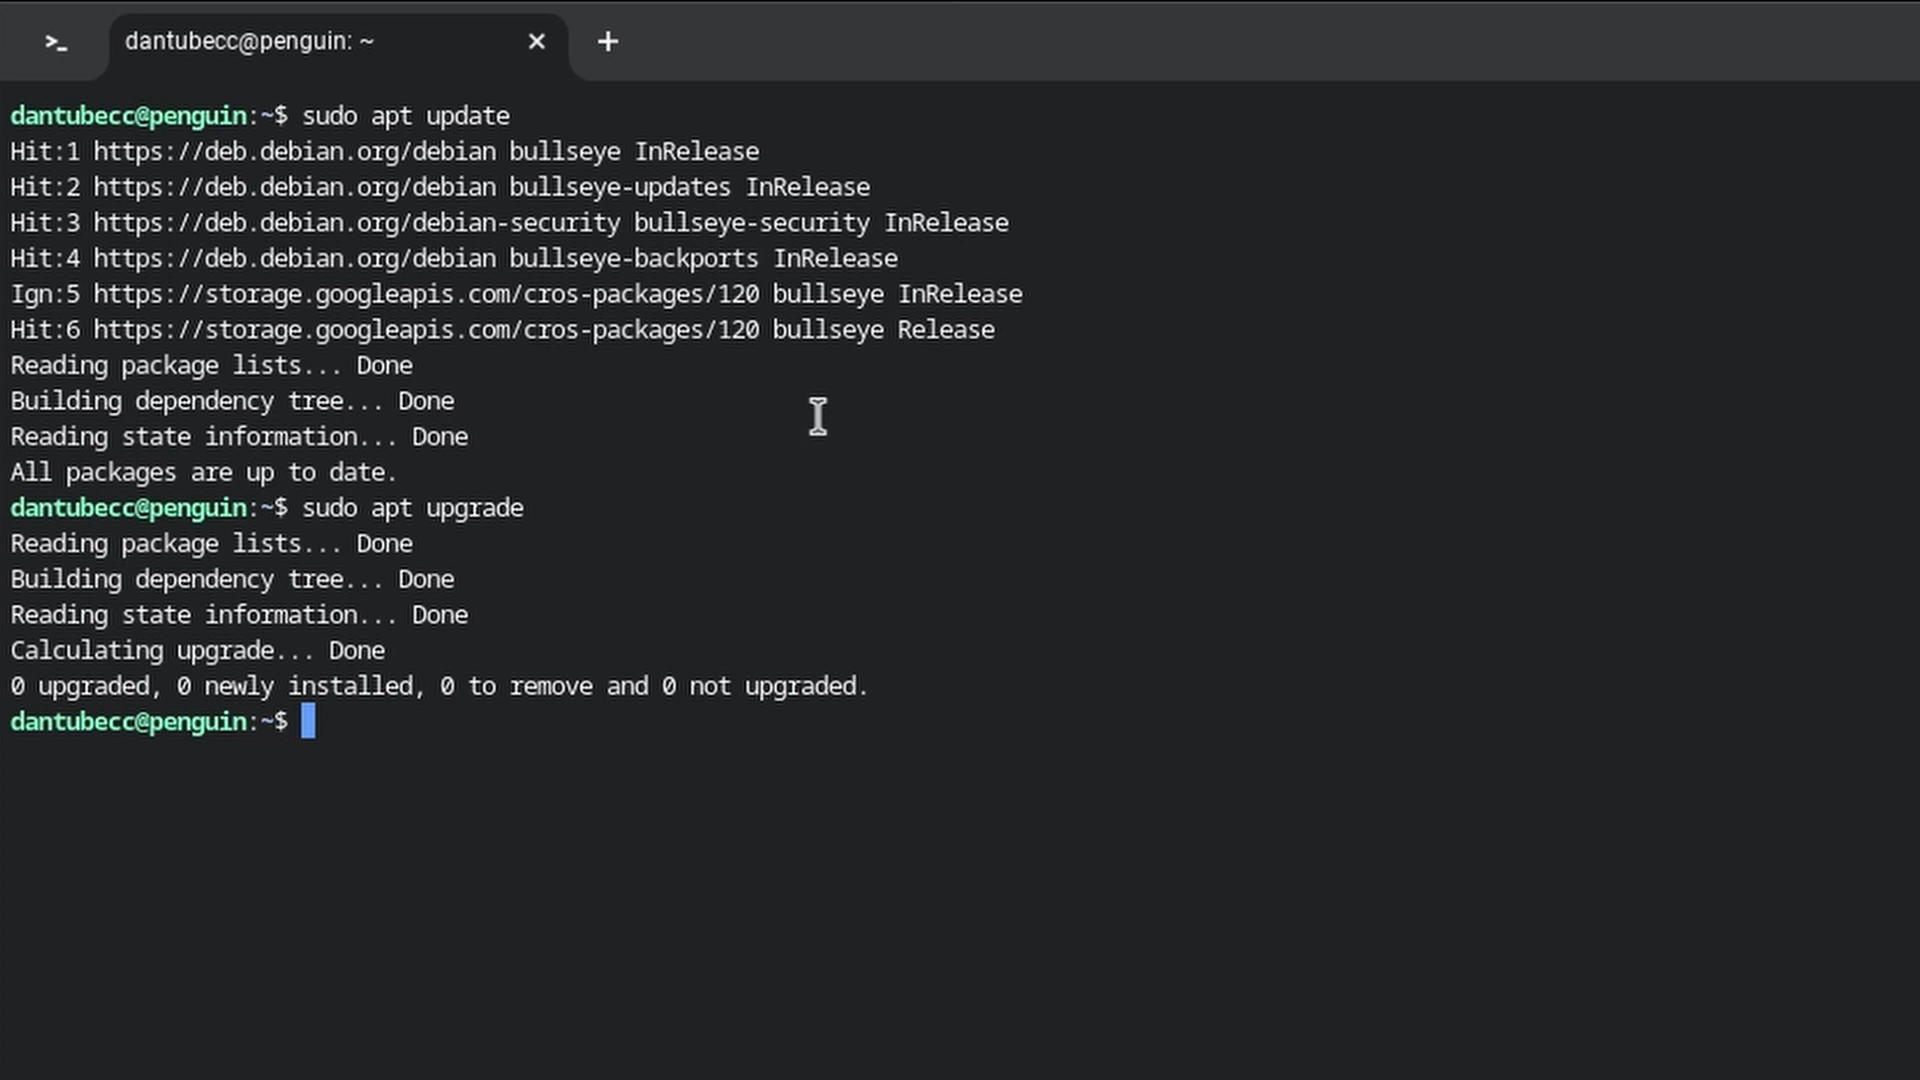 >_ dantubecc@penguin: ~ × +
dantubecc@penguin:~$ sudo apt update
Hit:1 https://deb.debian.org/debian bullseye InRelease
Hit:2 https://deb.debian.org/debian bullseye-updates InRelease
Hit:3 https://deb.debian.org/debian-security bullseye-security InRelease
Hit:4 https://deb.debian.org/debian bullseye-backports InRelease
Ign:5 https://storage.googleapis.com/cros-packages/120 bullseye InRelease
Hit:6 https://storage.googleapis.com/cros-packages/120 bullseye Release
Reading package lists... Done
Building dependency tree... Done
Reading state information... Done
All packages are up to date.
dantubecc@penguin:~$ sudo apt upgrade
Reading package lists... Done
Building dependency tree... Done
Reading state information... Done
Calculating upgrade... Done
0 upgraded, 0 newly installed, 0 to remove and 0 not upgraded.
dantubecc@penguin:~$